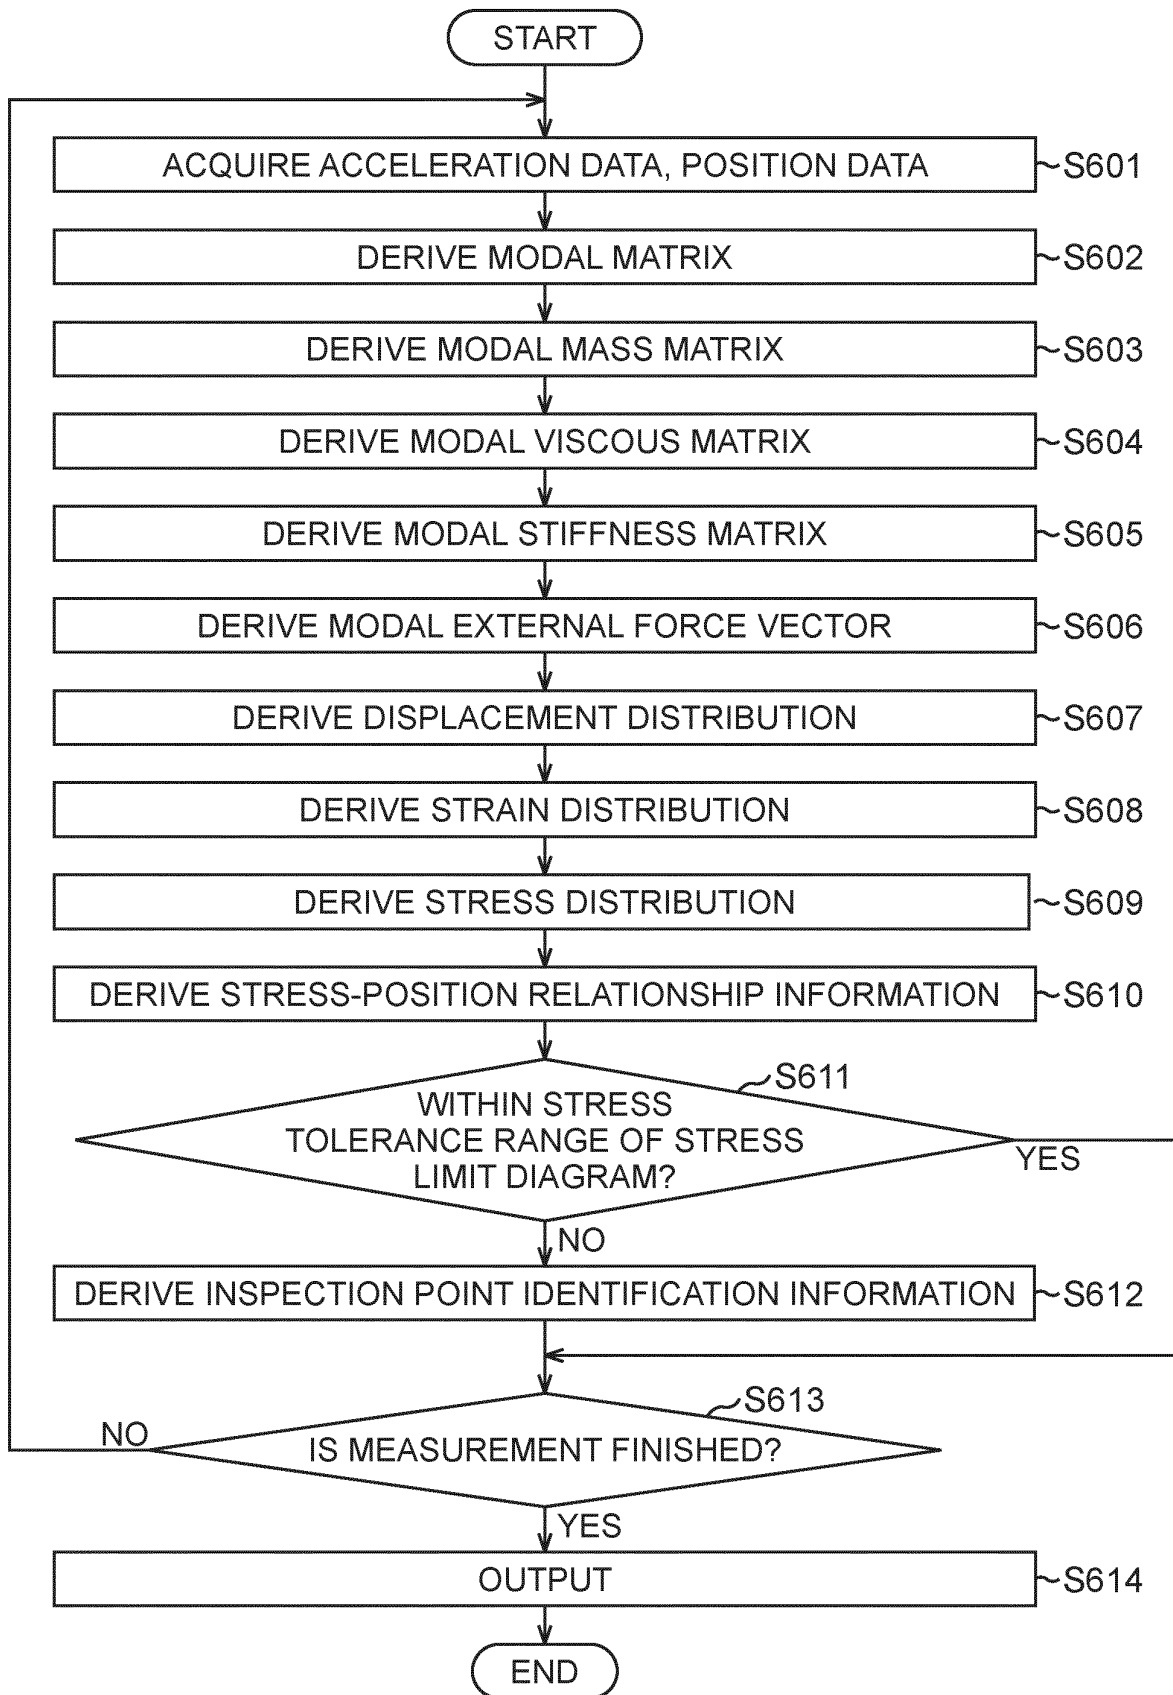 START
ACQUIRE ACCELERATION DATA, POSITION DATA
S601
DERIVE MODAL MATRIX
S602
DERIVE MODAL MASS MATRIX
S603
DERIVE MODAL VISCOUS MATRIX
S604
DERIVE MODAL STIFFNESS MATRIX
S605
DERIVE MODAL EXTERNAL FORCE VECTOR
S606
DERIVE DISPLACEMENT DISTRIBUTION
S607
DERIVE STRAIN DISTRIBUTION
S608
DERIVE STRESS DISTRIBUTION
S609
DERIVE STRESS-POSITION RELATIONSHIP INFORMATION
S610
S611
WITHIN STRESS
TOLERANCE RANGE OF STRESS
LIMIT DIAGRAM?
YES
NO
DERIVE INSPECTION POINT IDENTIFICATION INFORMATION
S612
S613
NO
IS MEASUREMENT FINISHED?
YES
OUTPUT
S614
END